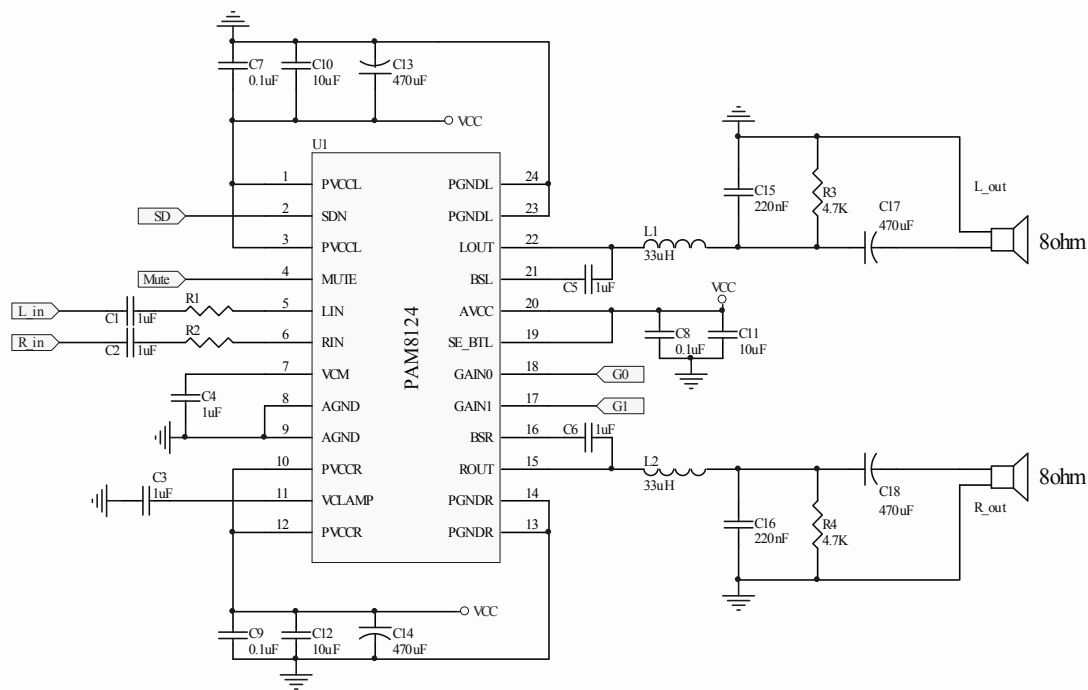 C7
0.1uF
C10
10uF
C13
470uF
VCC
U1
PAM8124
1 PVCCL
2 SDN
3 PVCCL
4 MUTE
5 LIN
6 RIN
7 VCM
8 AGND
9 AGND
10 PVCCR
11 VCLAMP
12 PVCCR
PGNDL 24
PGNDL 23
LOUT 22
BSL 21
AVCC 20
SE_BTL 19
GAIN0 18
GAIN1 17
BSR 16
ROUT 15
PGNDR 14
PGNDR 13
SD
Mute
L_in
C1
1uF
R1
R_in
C2
1uF
R2
C4
1uF
C3
1uF
C5
1uF
L1
33uH
C15
220nF
R3
4.7K
C17
470uF
L_out
8ohm
VCC
C8
0.1uF
C11
10uF
G0
G1
C6
1uF
L2
33uH
C16
220nF
R4
4.7K
C18
470uF
R_out
8ohm
VCC
C9
0.1uF
C12
10uF
C14
470uF